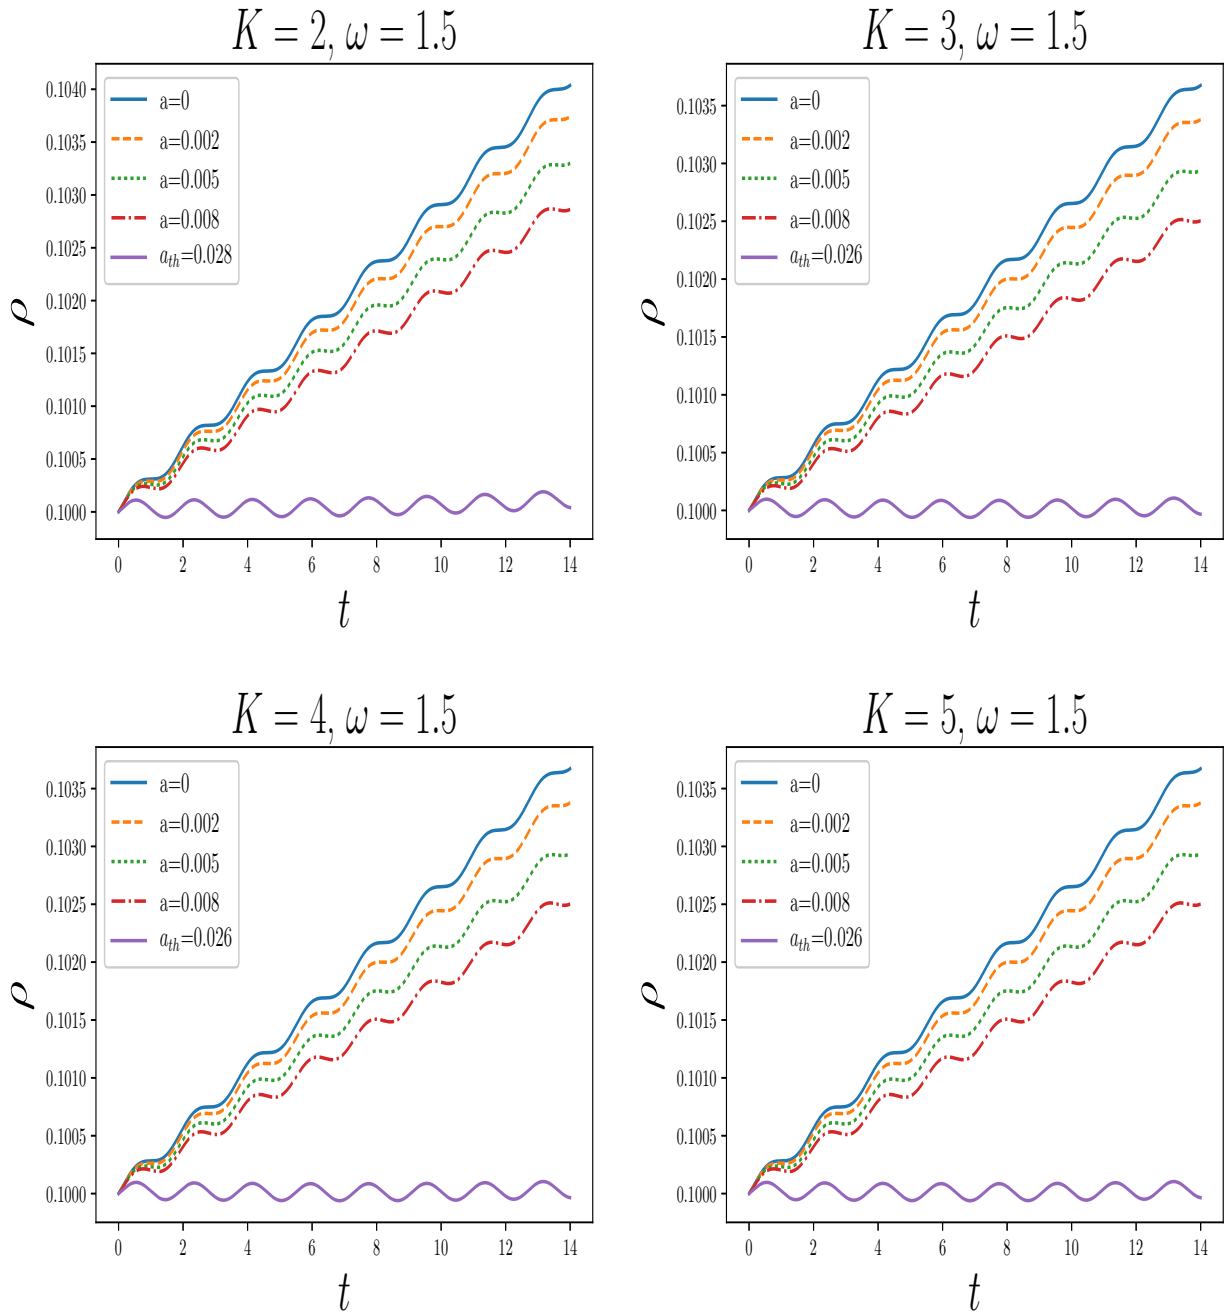 K = 2, ω = 1.5
a=0
a=0.002
a=0.005
a=0.008
a_th=0.028
0.1040
0.1035
0.1030
0.1025
0.1020
0.1015
0.1010
0.1005
0.1000
ρ
0 2 4 6 8 10 12 14
t
K = 3, ω = 1.5
a=0
a=0.002
a=0.005
a=0.008
a_th=0.026
0.1035
0.1030
0.1025
0.1020
0.1015
0.1010
0.1005
0.1000
ρ
0 2 4 6 8 10 12 14
t
K = 4, ω = 1.5
a=0
a=0.002
a=0.005
a=0.008
a_th=0.026
0.1035
0.1030
0.1025
0.1020
0.1015
0.1010
0.1005
0.1000
ρ
0 2 4 6 8 10 12 14
t
K = 5, ω = 1.5
a=0
a=0.002
a=0.005
a=0.008
a_th=0.026
0.1035
0.1030
0.1025
0.1020
0.1015
0.1010
0.1005
0.1000
ρ
0 2 4 6 8 10 12 14
t